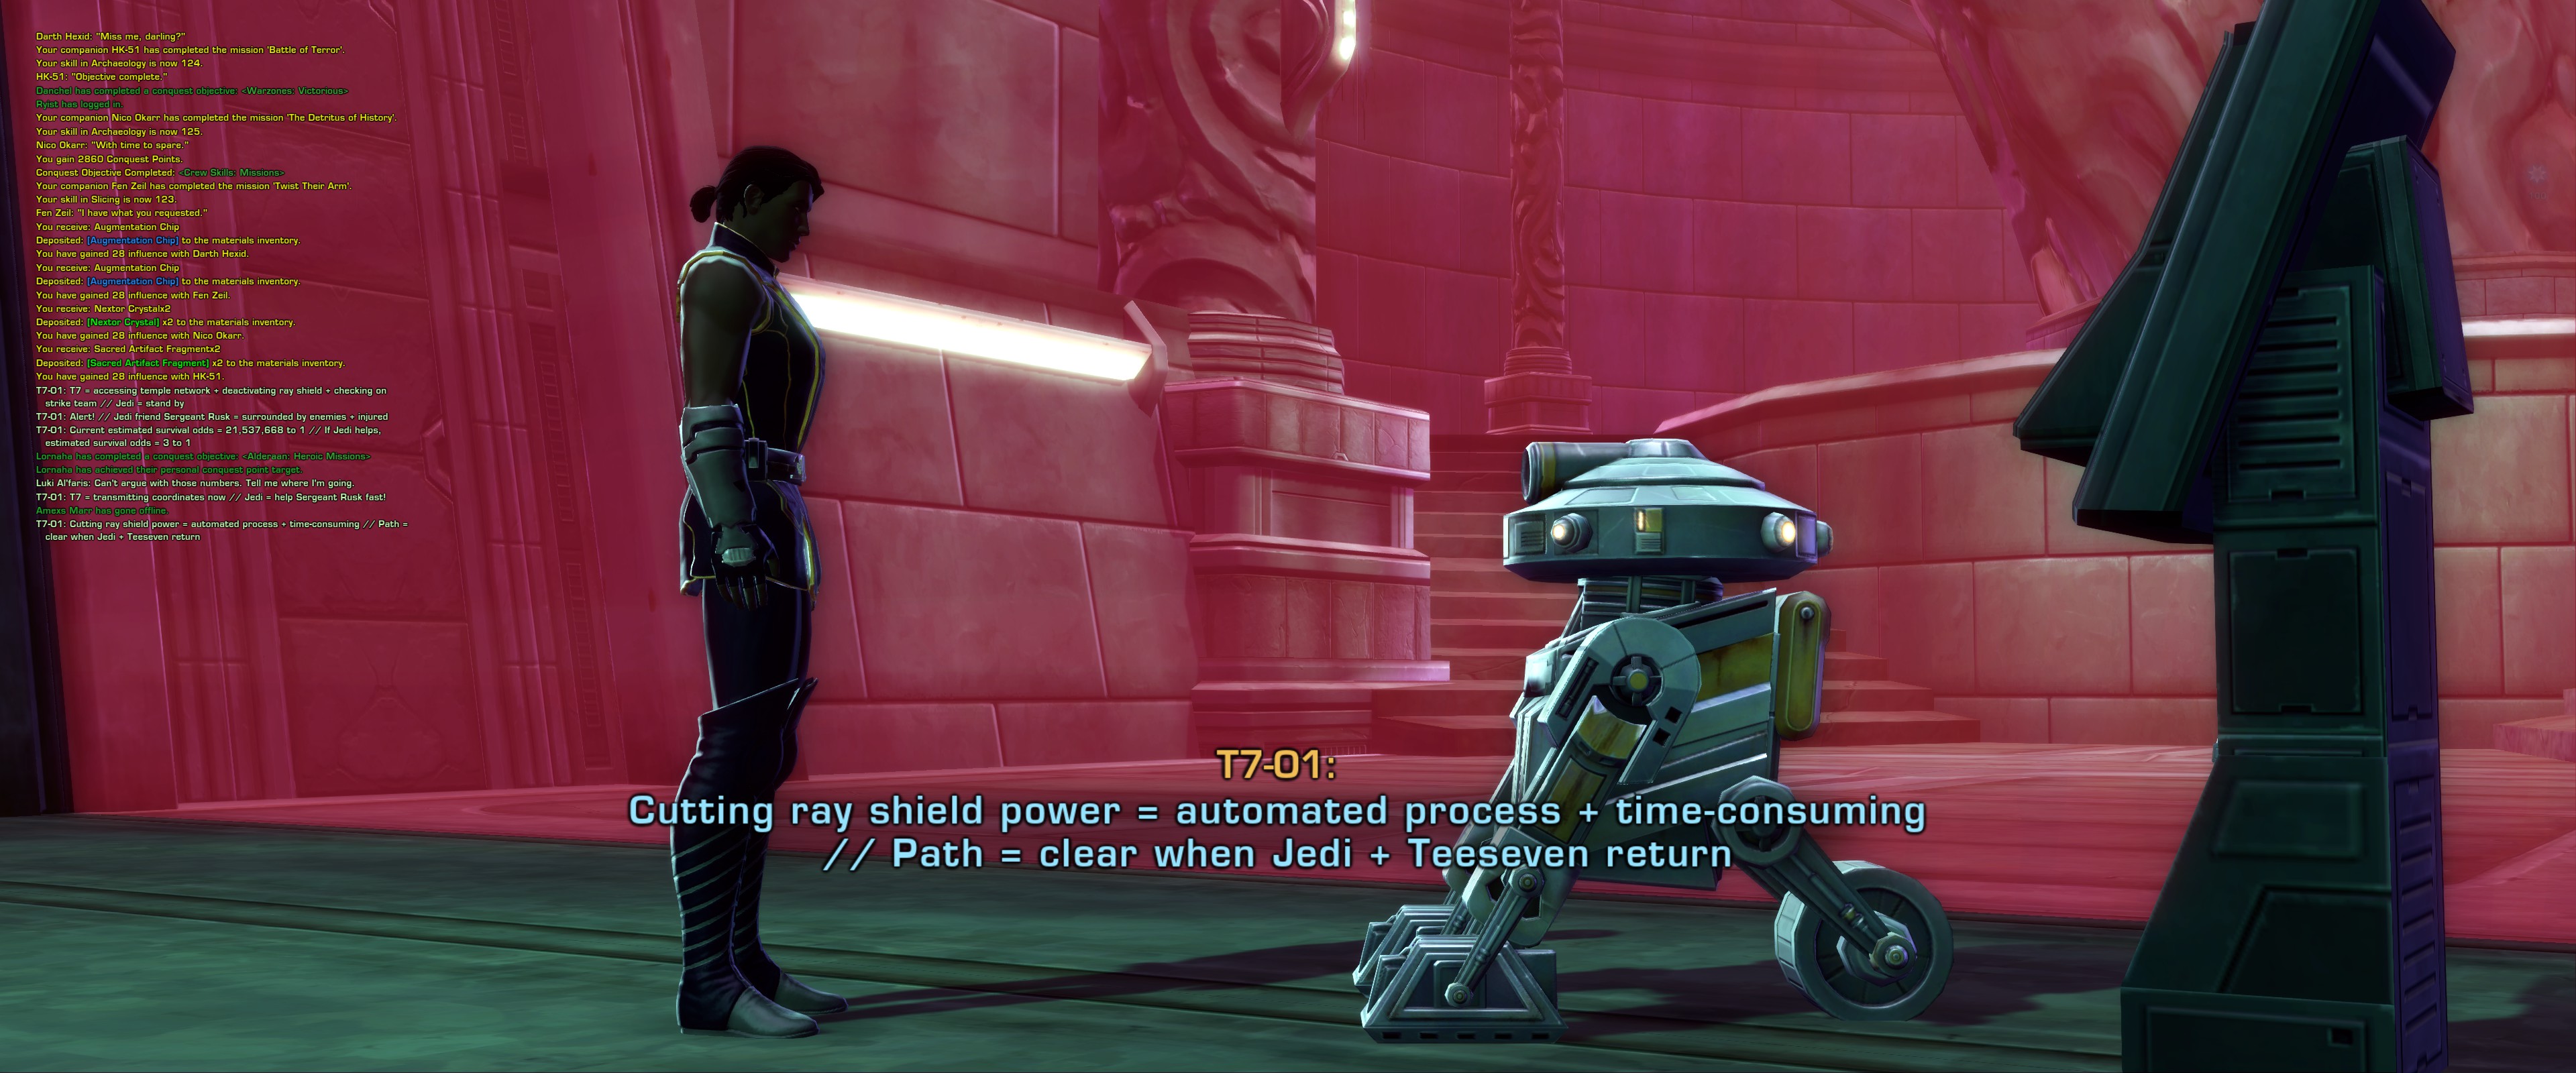 Darth Hexid: "Miss me, darling?"
Your companion HK-51 has completed the mission 'Battle of Terror'.
Your skill in Archaeology is now 124.
HK-51: "Objective complete."
Danchel has completed a conquest objective: <Warzones: Victorious>
Ryist has logged in.
Your companion Nico Okarr has completed the mission 'The Detritus of History'.
Your skill in Archaeology is now 125.
Nico Okarr: "With time to spare."
You gain 2860 Conquest Points.
Conquest Objective Completed: <Crew Skills: Missions>
Your companion Fen Zeil has completed the mission 'Twist Their Arm'.
Your skill in Slicing is now 123.
Fen Zeil: "I have what you requested."
You receive: Augmentation Chip
Deposited: [Augmentation Chip] to the materials inventory.
You have gained 28 influence with Darth Hexid.
You receive: Augmentation Chip
Deposited: [Augmentation Chip] to the materials inventory.
You have gained 28 influence with Fen Zeil.
You receive: Nextor Crystalx2
Deposited: [Nextor Crystal] x2 to the materials inventory.
You have gained 28 influence with Nico Okarr.
You receive: Sacred Artifact Fragmentx2
Deposited: [Sacred Artifact Fragment] x2 to the materials inventory.
You have gained 28 influence with HK-51.
T7-01: T7 = accessing temple network + deactivating ray shield + checking on
strike team // Jedi = stand by
T7-01: Alert! // Jedi friend Sergeant Rusk = surrounded by enemies + injured
T7-01: Current estimated survival odds = 21,537,668 to 1 // If Jedi helps,
estimated survival odds = 3 to 1
Lornaha has completed a conquest objective: <Alderaan: Heroic Missions>
Lornaha has achieved their personal conquest point target.
Luki Al'faris: Can't argue with those numbers. Tell me where I'm going.
T7-01: T7 = transmitting coordinates now // Jedi = help Sergeant Rusk fast!
Amexs Marr has gone offline.
T7-01: Cutting ray shield power = automated process + time-consuming // Path =
clear when Jedi + Teeseven return
T7-01:
Cutting ray shield power = automated process + time-consuming
// Path = clear when Jedi + Teeseven return